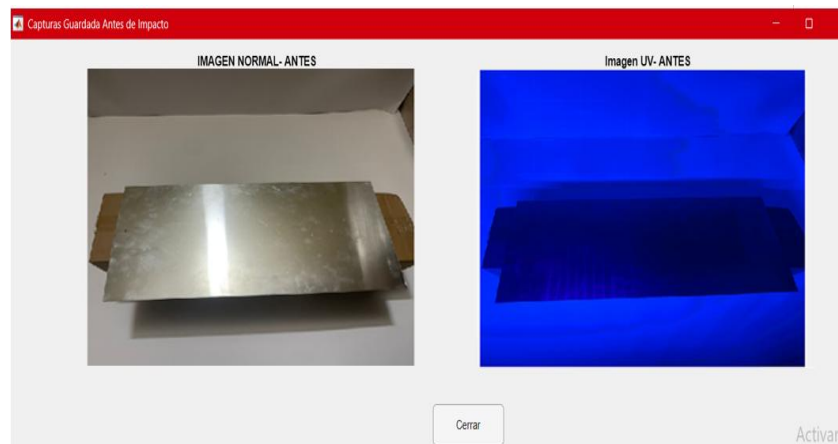 Capturas Guardada Antes de Impacto
IMAGEN NORMAL- ANTES
Imagen UV- ANTES
Cerrar
Activar